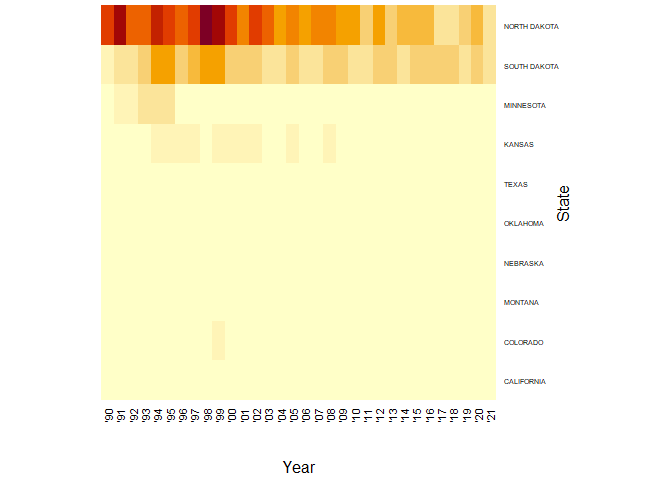 NORTH DAKOTA
SOUTH DAKOTA
MINNESOTA
KANSAS
TEXAS
OKLAHOMA
NEBRASKA
MONTANA
COLORADO
CALIFORNIA
State
'90 '91 '92 '93 '94 '95 '96 '97 '98 '99 '00 '01 '02 '03 '04 '05 '06 '07 '08 '09 '10 '11 '12 '13 '14 '15 '16 '17 '18 '19 '20 '21
Year